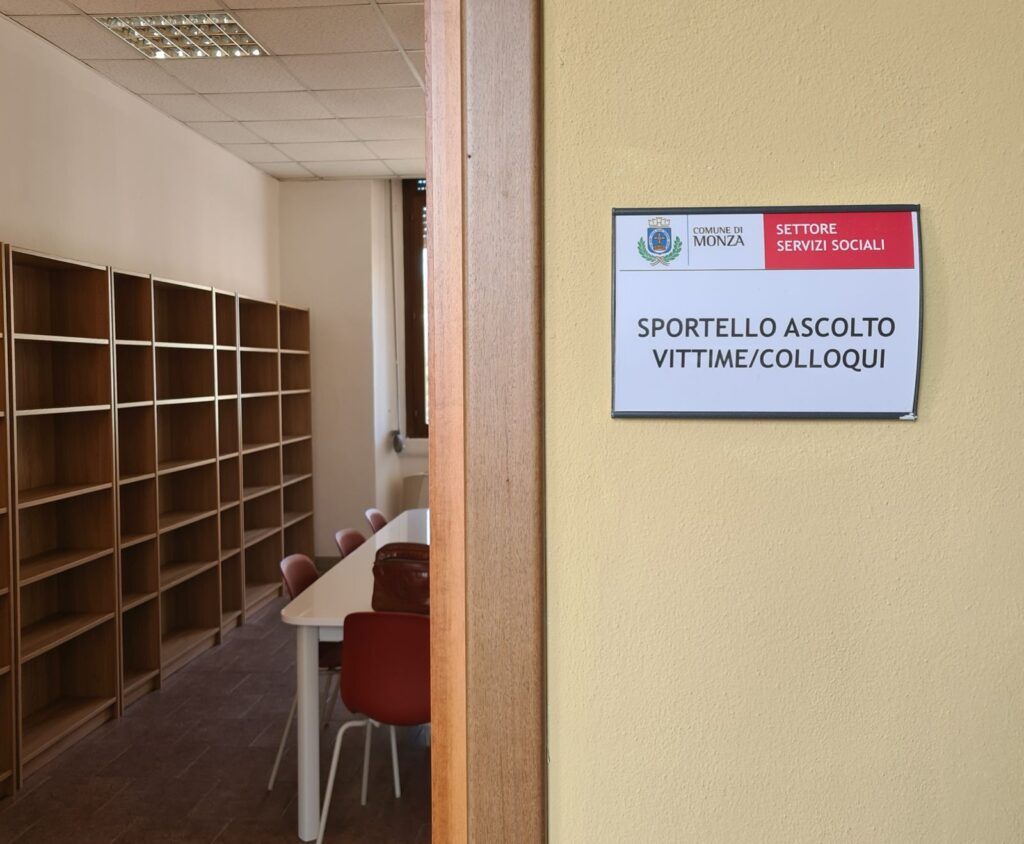 COMUNE DI
MONZA
SETTORE
SERVIZI SOCIALI
SPORTELLO ASCOLTO
VITTIME/COLLOQUI